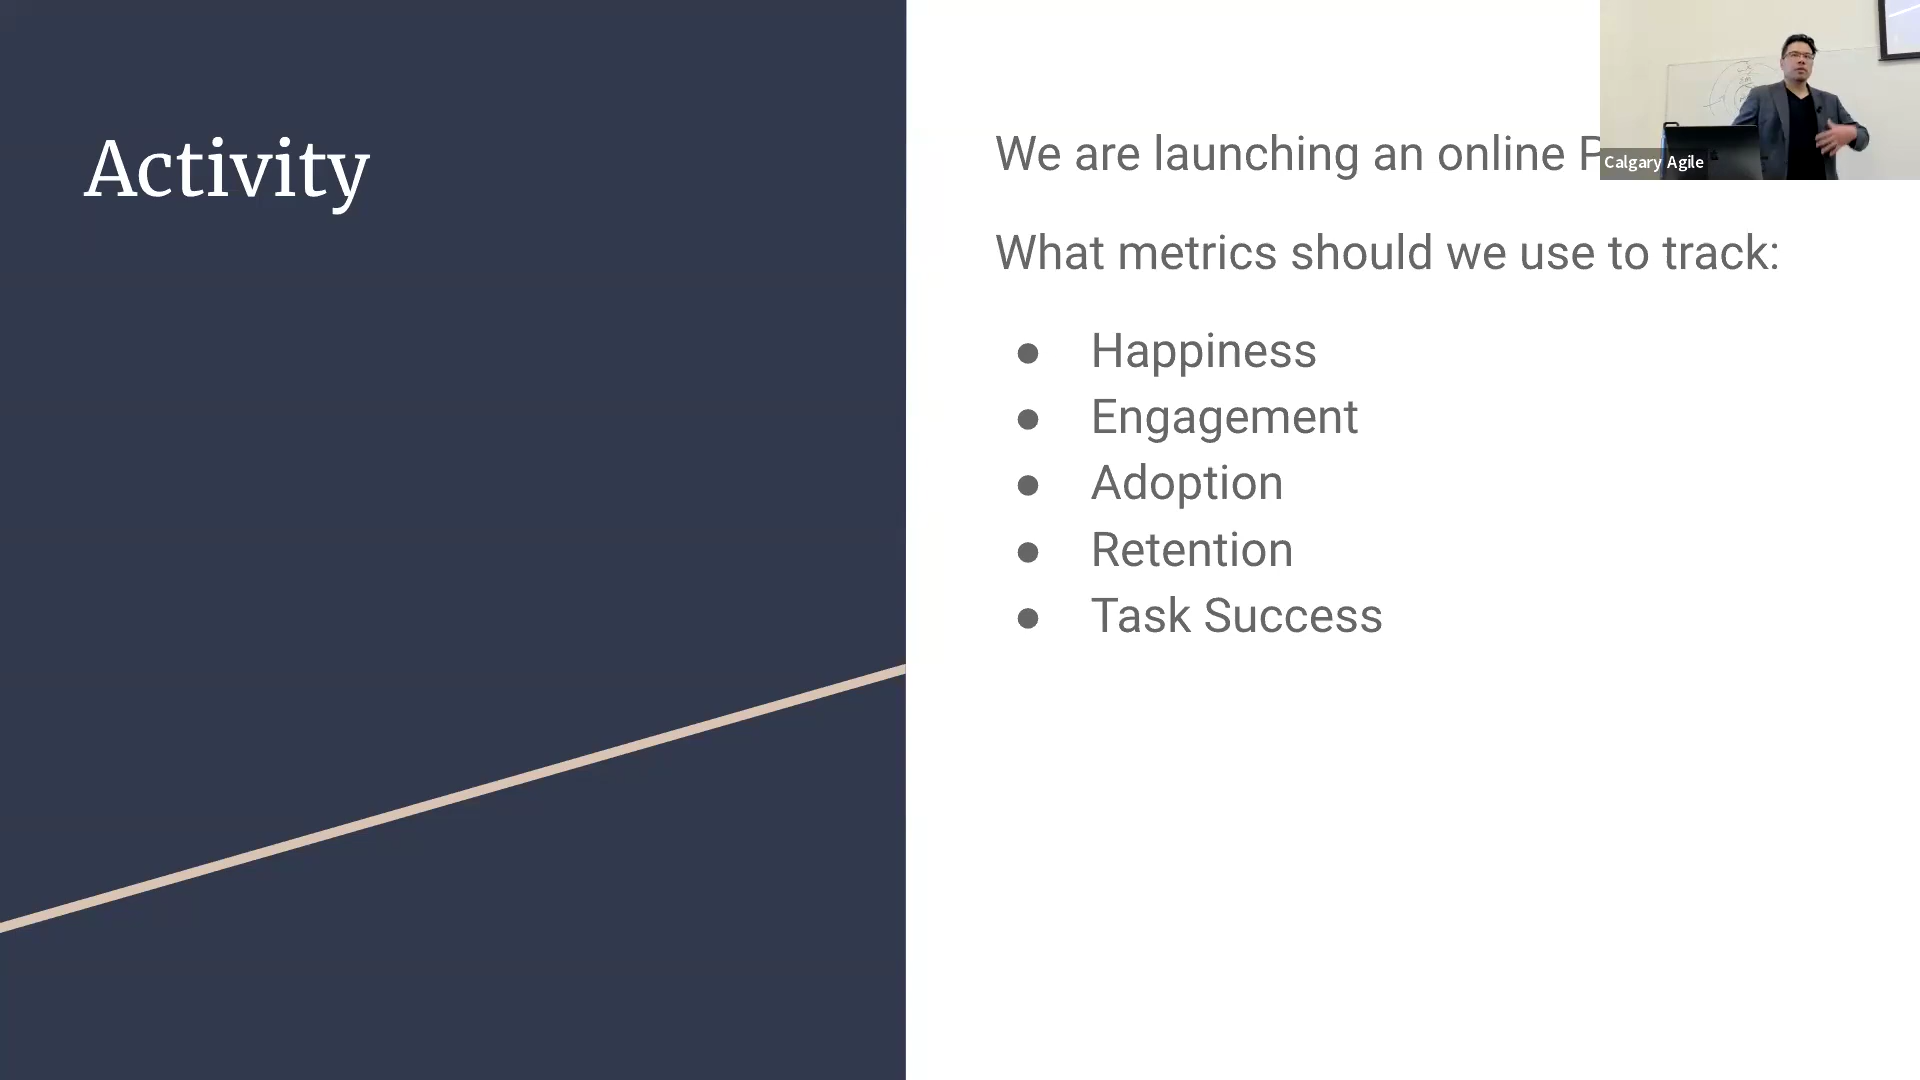 Activity
We are launching an online
What metrics should we use to track:
● Happiness
● Engagement
● Adoption
● Retention
● Task Success
Calgary Agile